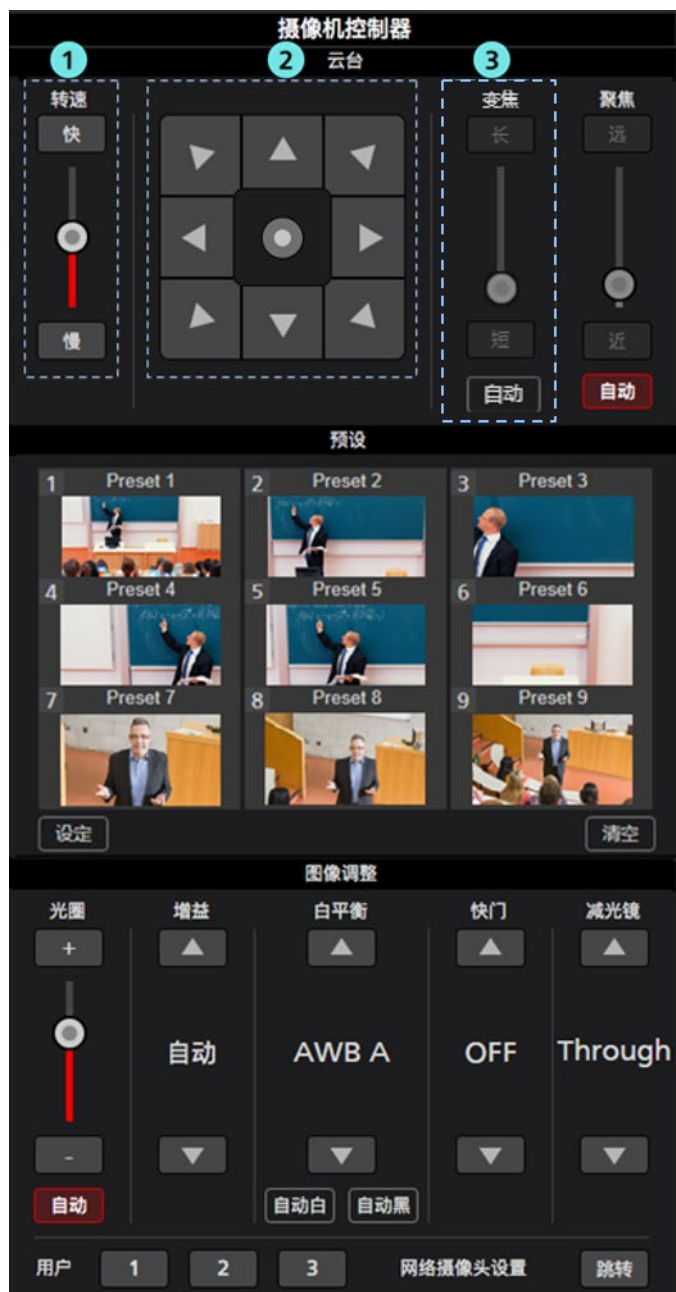 摄像机控制器
1 2 云台 3
转速 变焦 聚焦
快 长 远
慢 短 近
自动 自动
预设
1 Preset 1 2 Preset 2 3 Preset 3
4 Preset 4 5 Preset 5 6 Preset 6
7 Preset 7 8 Preset 8 9 Preset 9
设定 清空
图像调整
光圈 增益 白平衡 快门 减光镜
+
自动 AWB A OFF Through
-
自动 自动白 自动黑
用户 1 2 3 网络摄像头设置 跳转